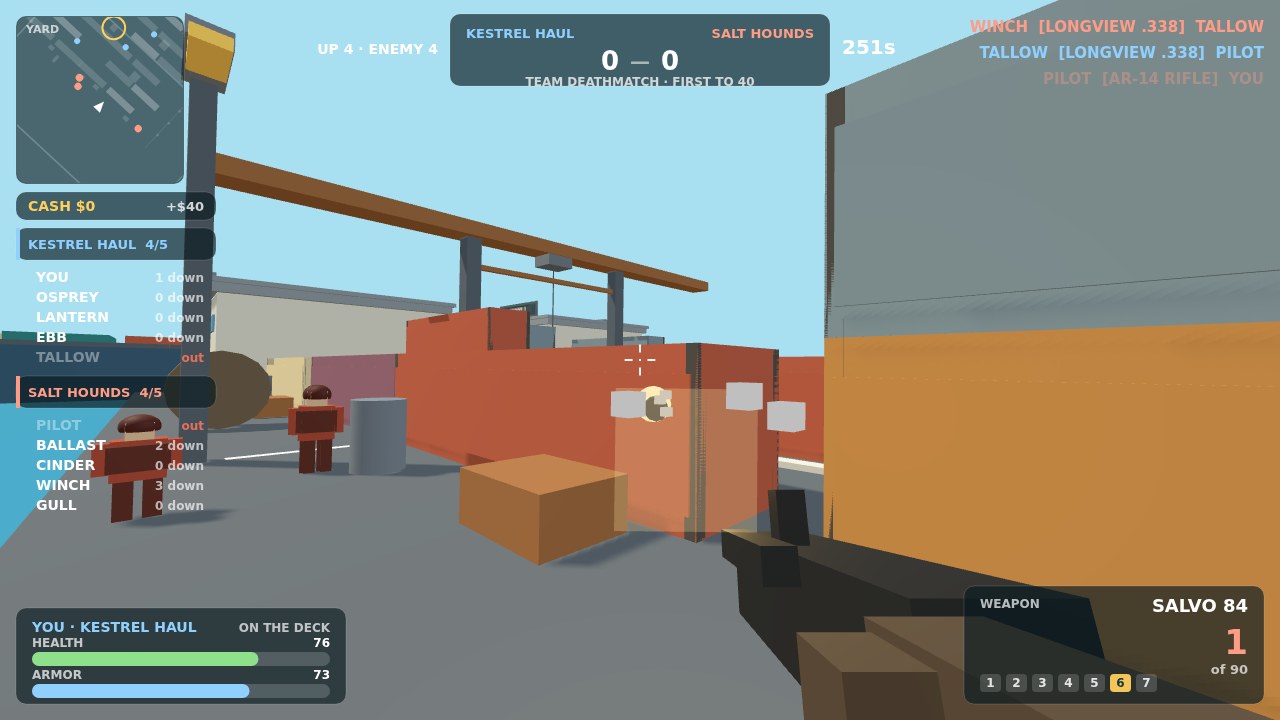 YARD
UP 4 · ENEMY 4
KESTREL HAUL
SALT HOUNDS
0 — 0
TEAM DEATHMATCH · FIRST TO 40
251s
WINCH [LONGVIEW .338] TALLOW
TALLOW [LONGVIEW .338] PILOT
PILOT [AR-14 RIFLE] YOU
CASH $0 +$40
KESTREL HAUL 4/5
YOU 1 down
OSPREY 0 down
LANTERN 0 down
EBB 0 down
TALLOW out
SALT HOUNDS 4/5
PILOT out
BALLAST 2 down
CINDER 0 down
WINCH 3 down
GULL 0 down
YOU · KESTREL HAUL ON THE DECK
HEALTH 76
ARMOR 73
WEAPON SALVO 84
1
of 90
1 2 3 4 5 6 7